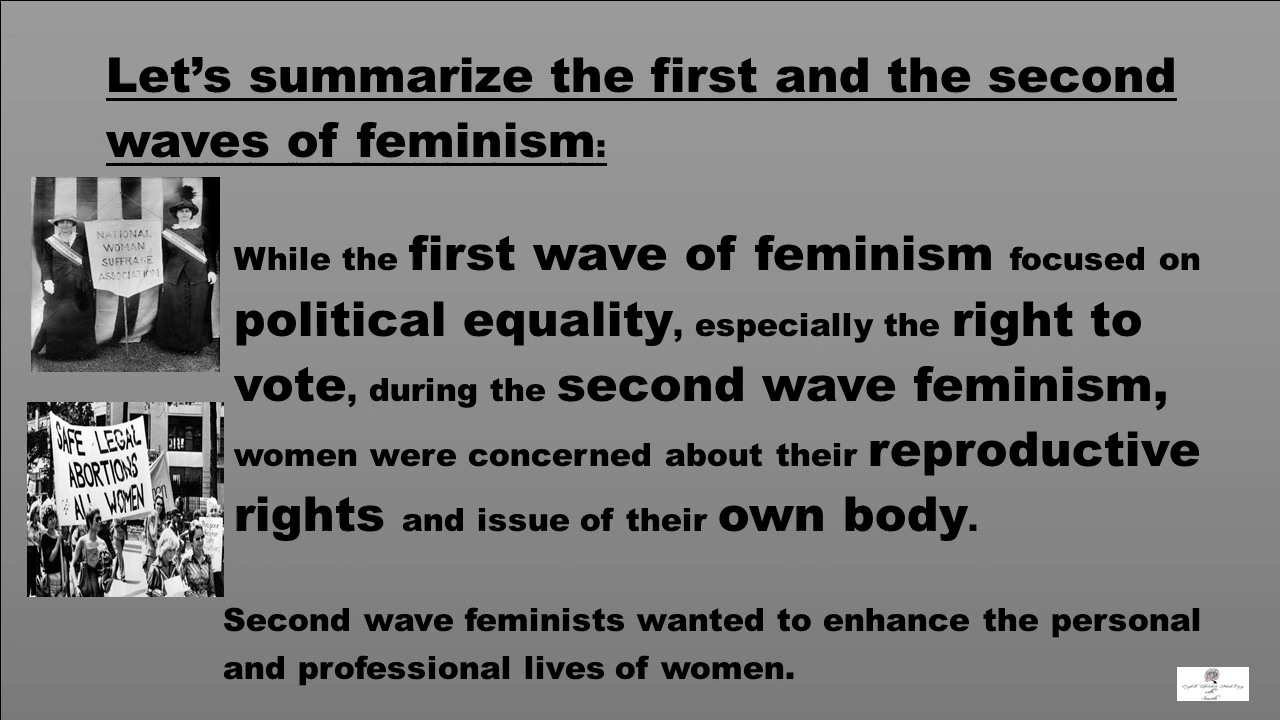 Let’s summarize the first and the second
waves of feminism:
NATIONAL
WOMAN
SUFFRAGE
ASSOCIATION
While the first wave of feminism focused on
political equality, especially the right to
vote, during the second wave feminism,
women were concerned about their reproductive
rights and issue of their own body.
SAFE LEGAL
ABORTIONS
ALL WOMEN
Second wave feminists wanted to enhance the personal
and professional lives of women.